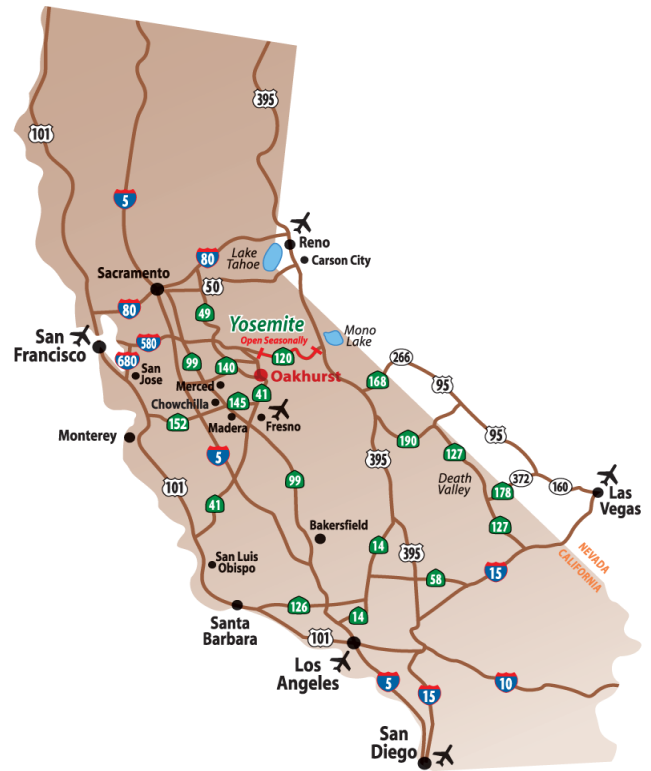 395
101
5
Reno
Lake
Tahoe
80
Carson City
Sacramento
50
80
49
Yosemite
Mono
Lake
Open Seasonally
San
Francisco
580
120
266
680
99
140
San
Jose
Oakhurst
168
95
Merced
41
Chowchilla
145
152
Madera
Fresno
Monterey
190
95
5
395
127
99
Death
Valley
372
101
178
160
Las
Vegas
41
127
Bakersfield
14
395
NEVADA
CALIFORNIA
San Luis
Obispo
15
58
126
14
Santa
Barbara
101
Los
Angeles
5
15
10
San
Diego